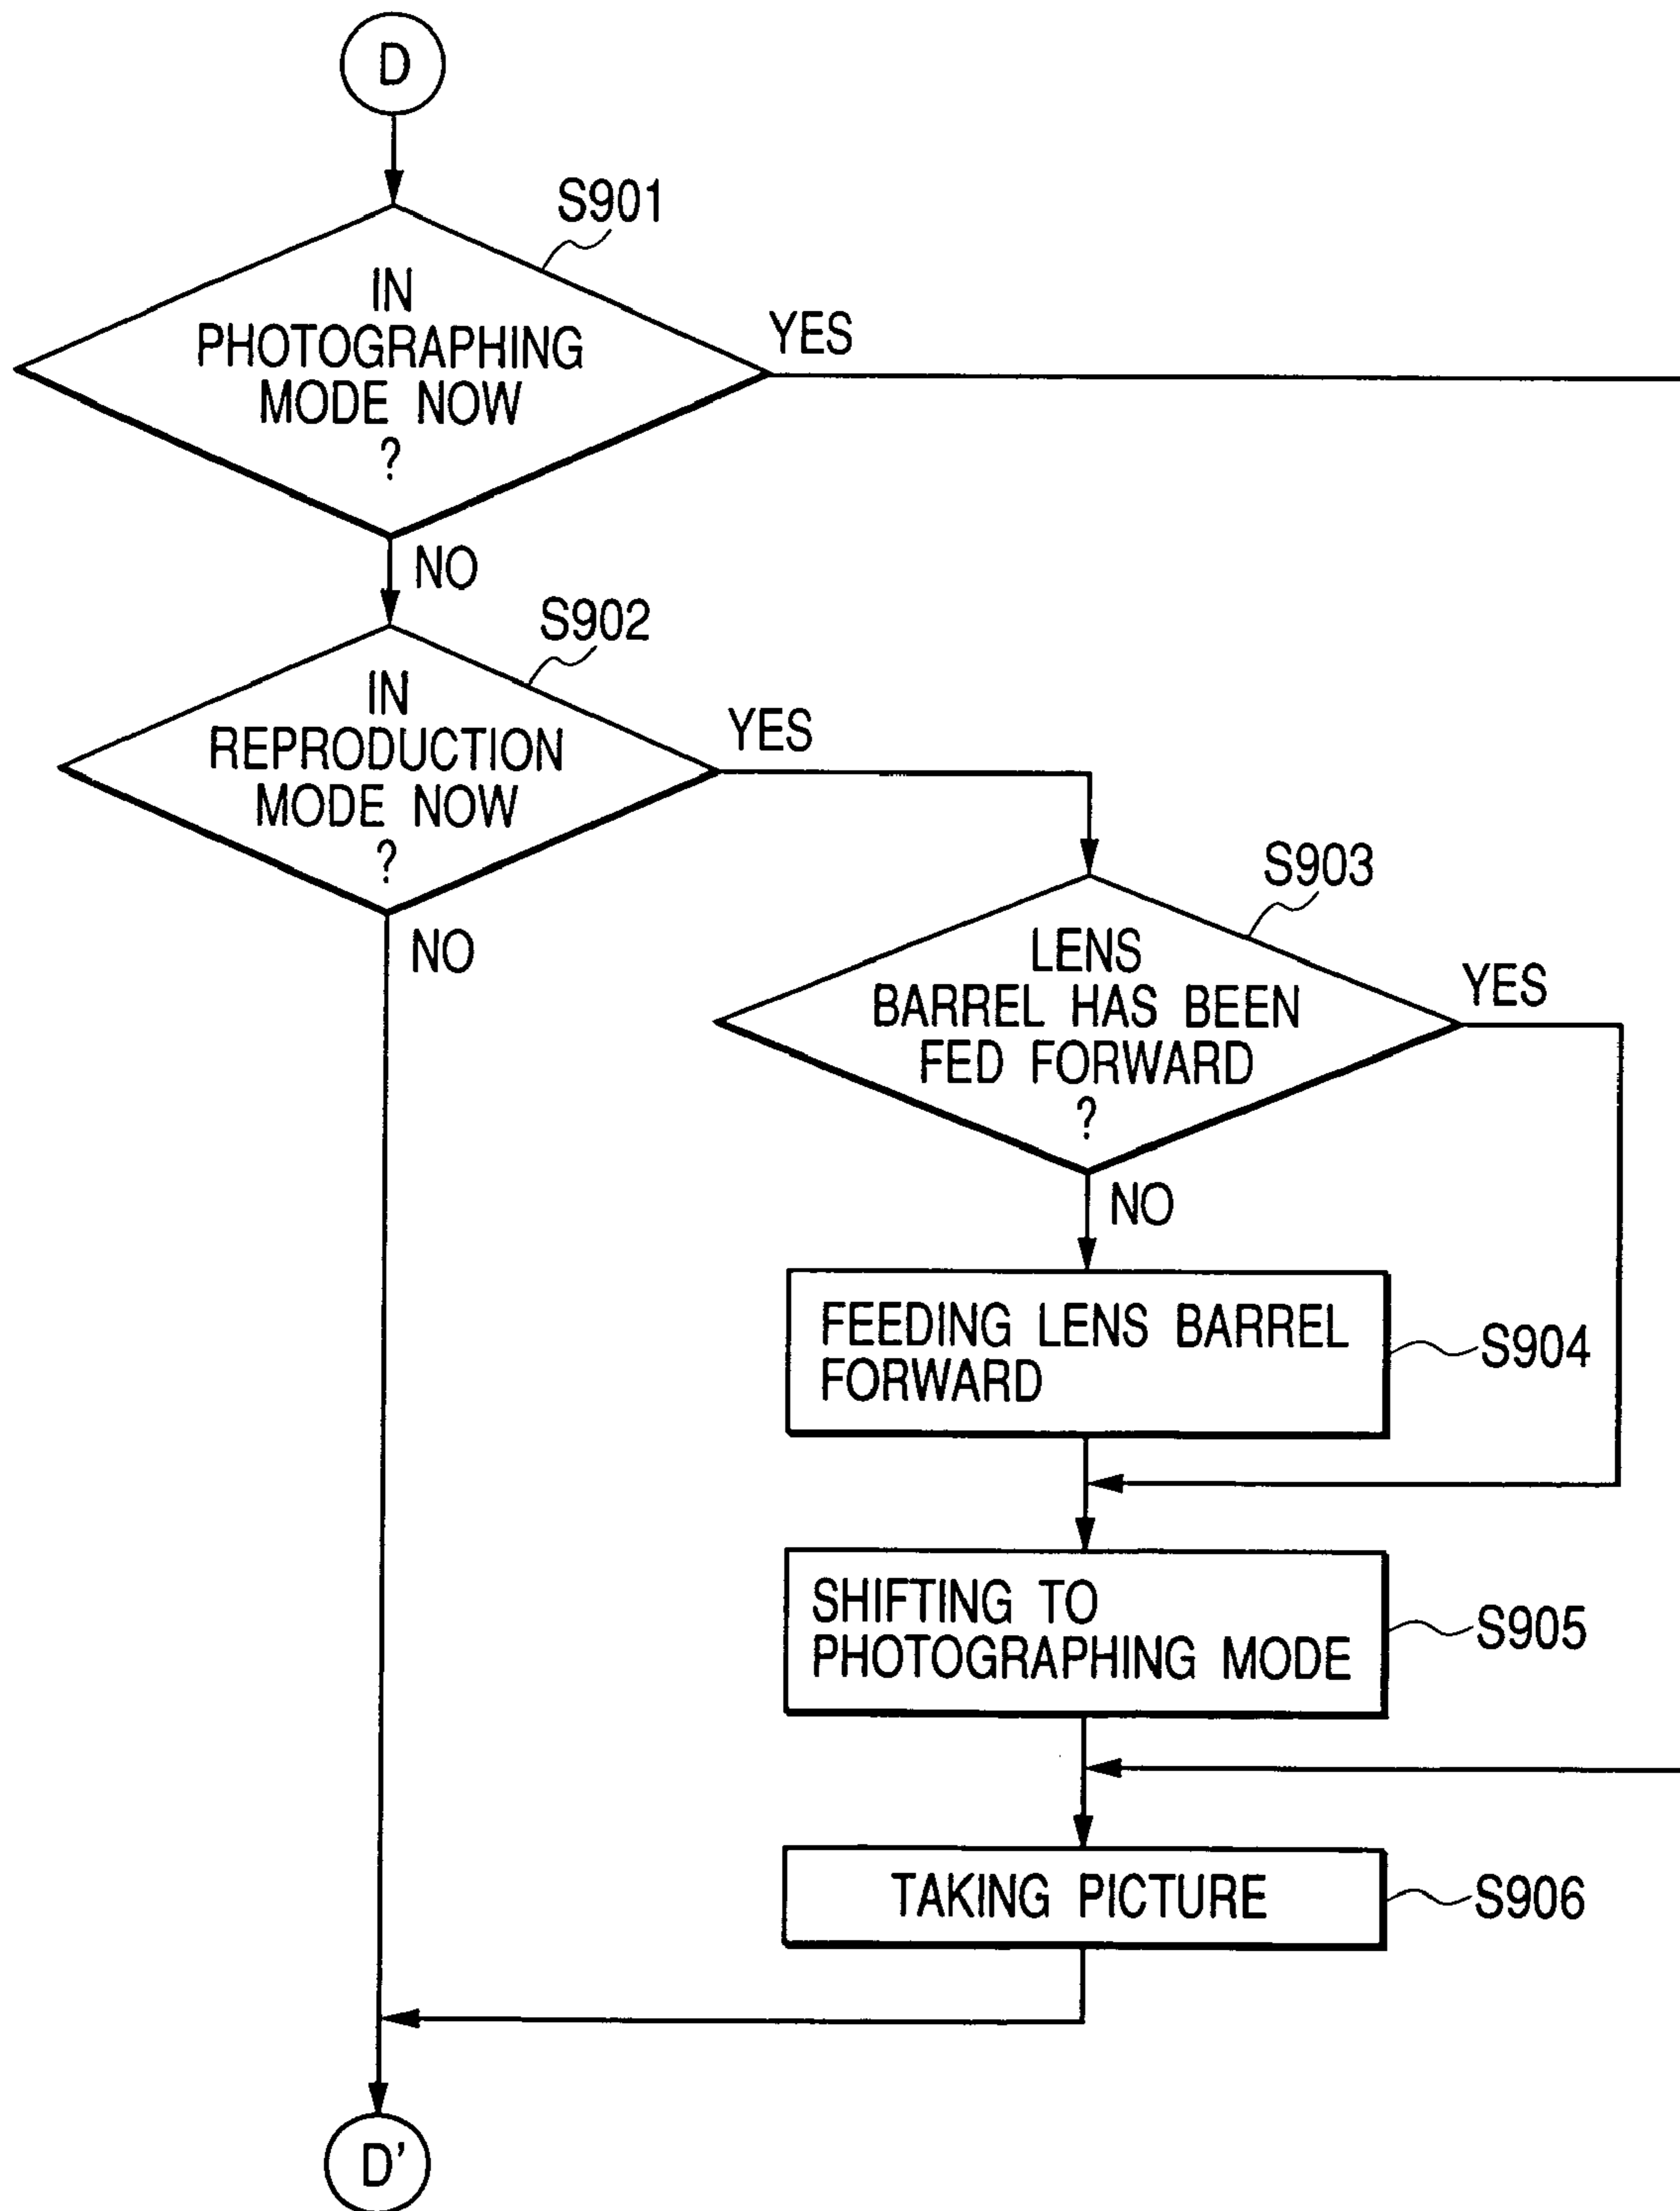 D
S901
IN
PHOTOGRAPHING
MODE NOW
?
YES
NO
S902
IN
REPRODUCTION
MODE NOW
?
YES
NO
S903
LENS
BARREL HAS BEEN
FED FORWARD
?
YES
NO
FEEDING LENS BARREL
FORWARD
S904
SHIFTING TO
PHOTOGRAPHING MODE
S905
TAKING PICTURE
S906
D'